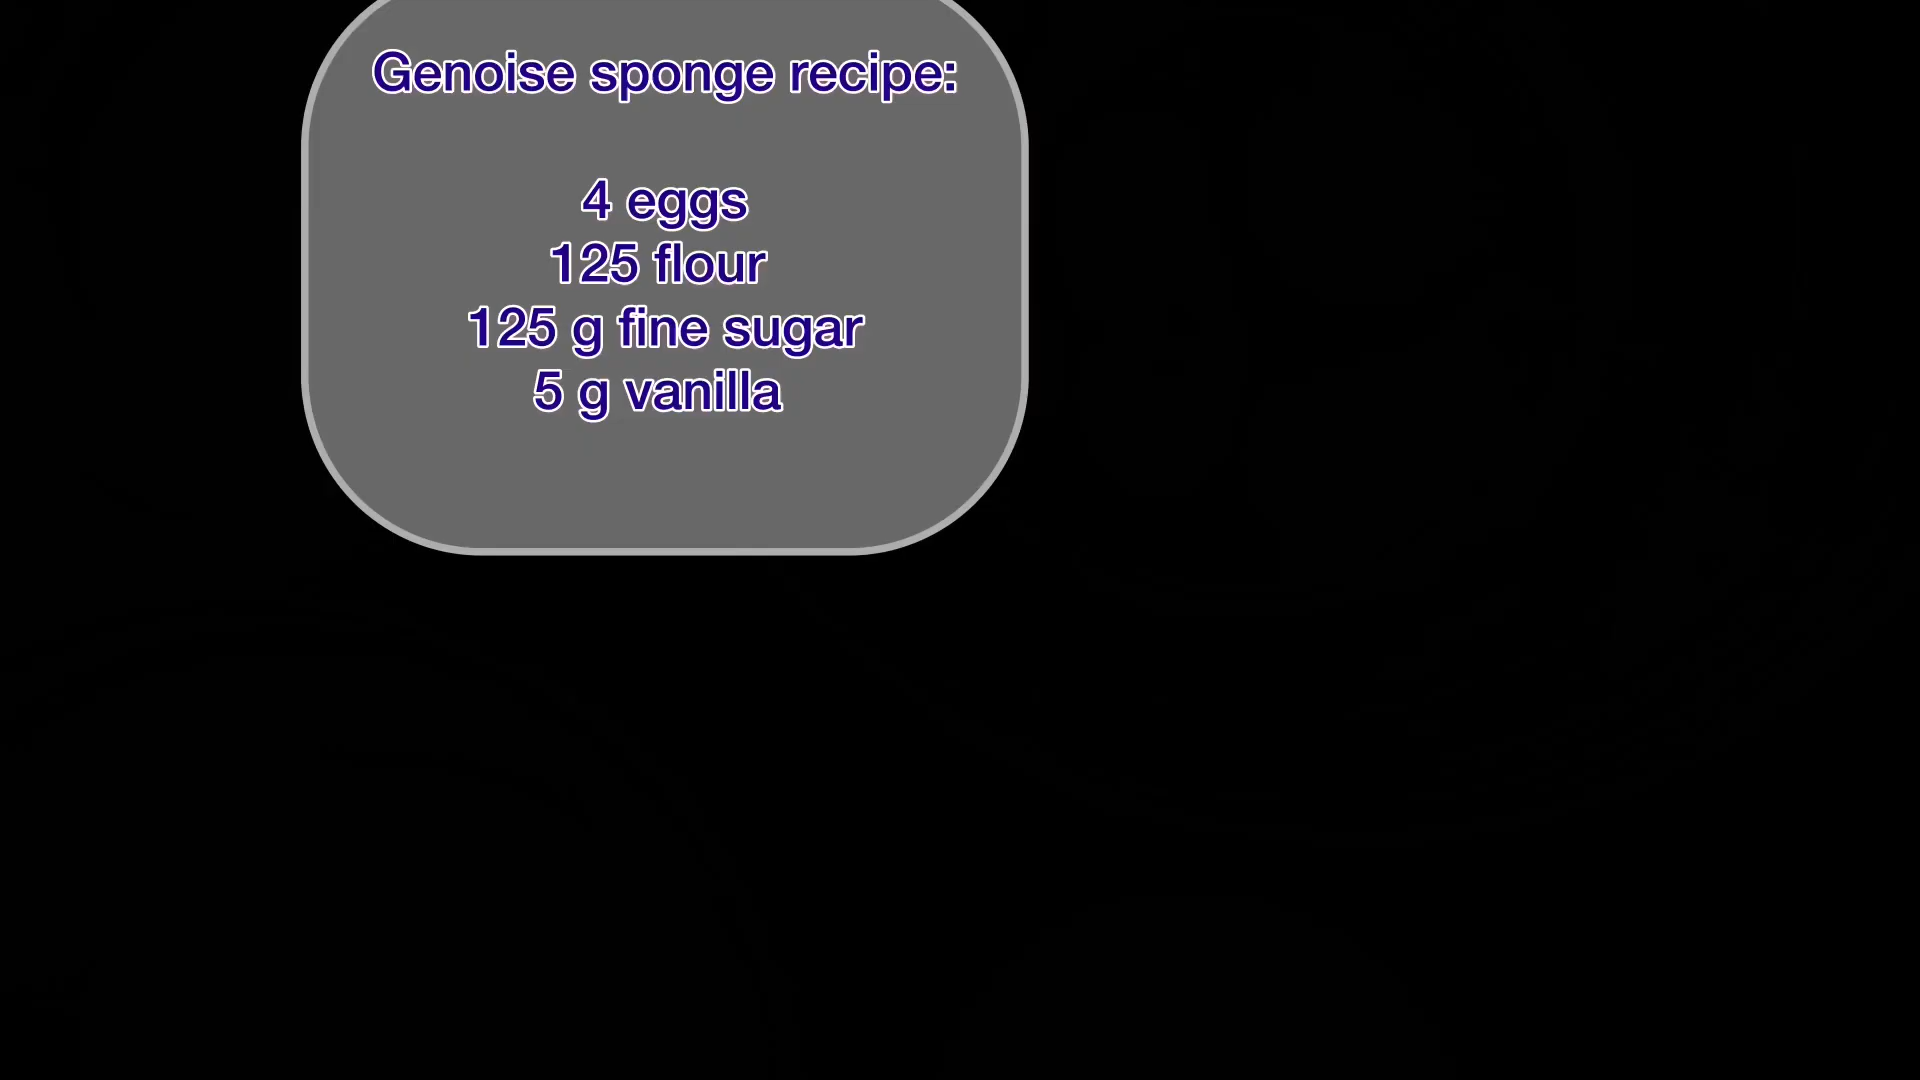 Genoise sponge recipe:
4 eggs
125 flour
125 g fine sugar
5 g vanilla